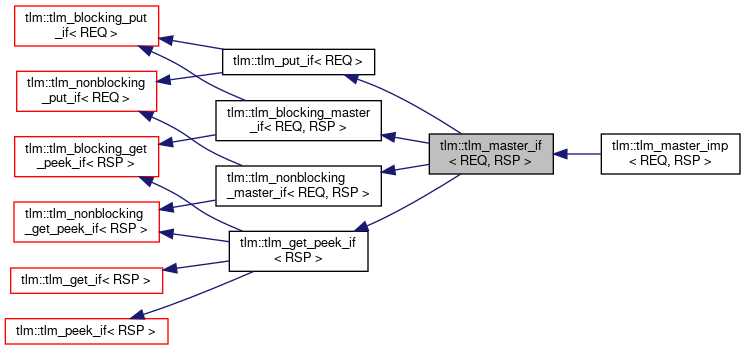 tlm::tlm_blocking_put
_if< REQ >
tlm::tlm_put_if< REQ >
tlm::tlm_nonblocking
_put_if< REQ >
tlm::tlm_blocking_master
_if< REQ, RSP >
tlm::tlm_blocking_get
_peek_if< RSP >
tlm::tlm_master_if
< REQ, RSP >
tlm::tlm_master_imp
< REQ, RSP >
tlm::tlm_nonblocking
_master_if< REQ, RSP >
tlm::tlm_nonblocking
_get_peek_if< RSP >
tlm::tlm_get_peek_if
< RSP >
tlm::tlm_get_if< RSP >
tlm::tlm_peek_if< RSP >